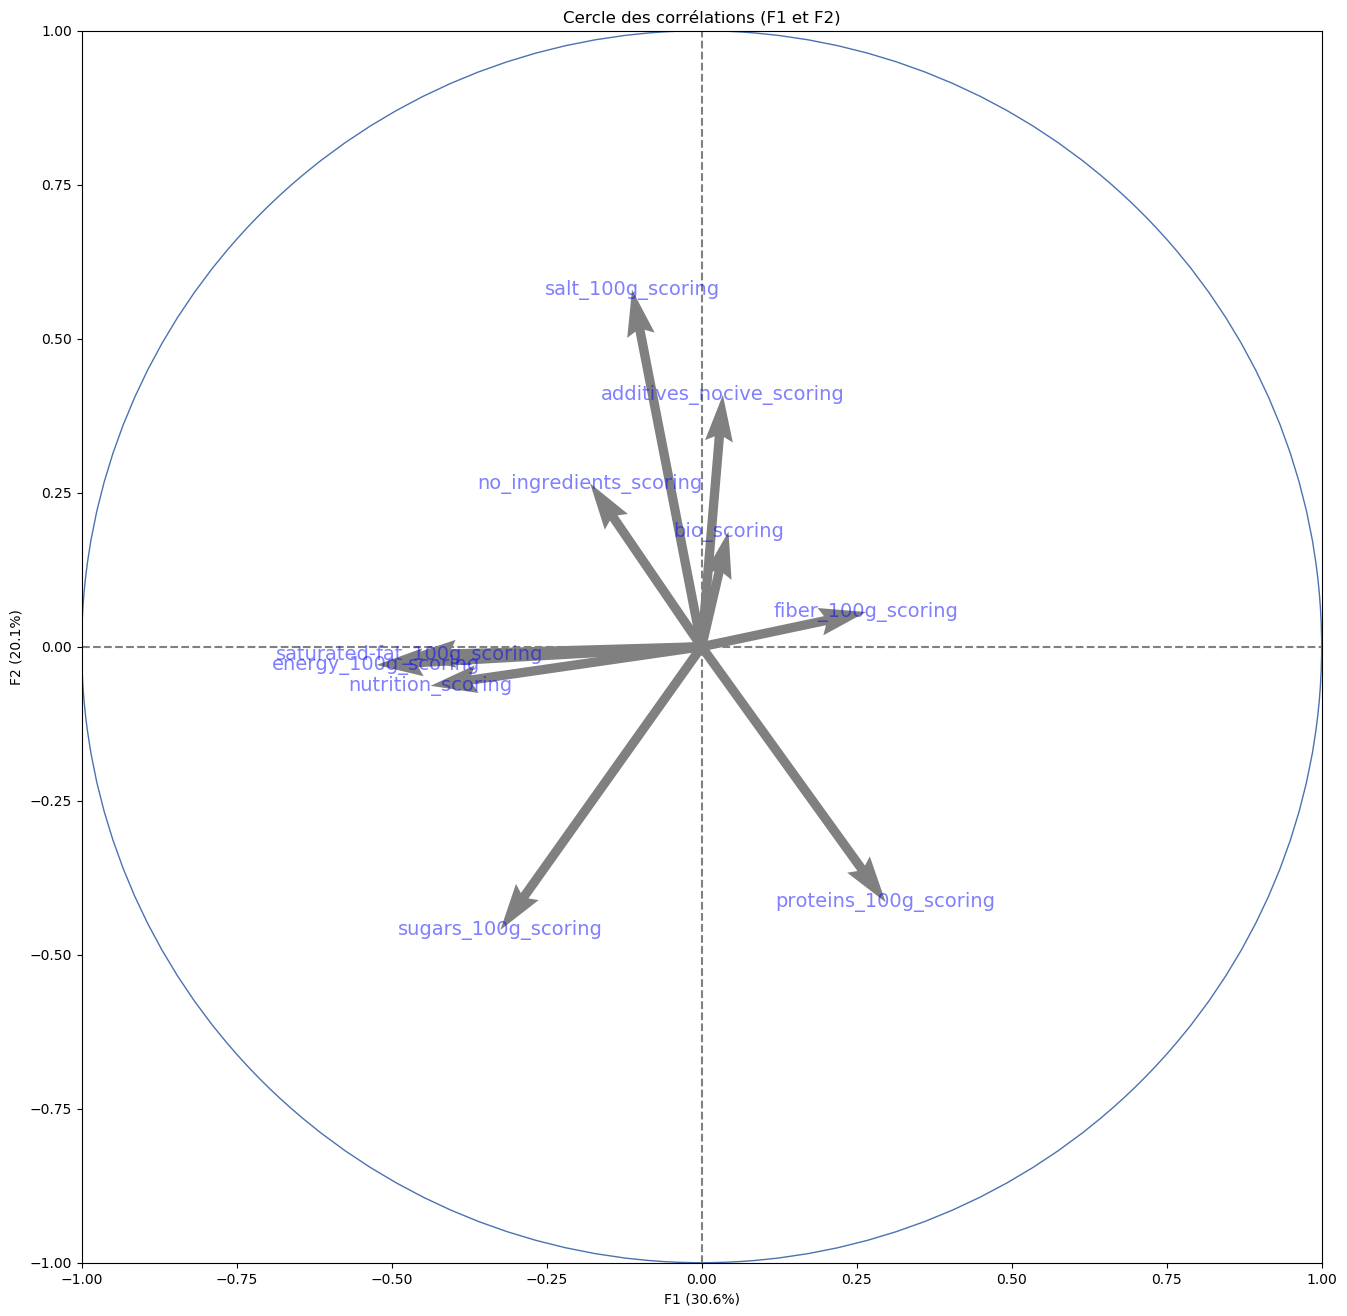 Cercle des corrélations (F1 et F2)
1.00
0.75
salt_100g_scoring
0.50
additives_nocive_scoring
0.25
no_ingredients_scoring
bio_scoring
fiber_100g_scoring
0.00
saturated-fat_100g_scoring
energy_100g_scoring
nutrition_scoring
F2 (20.1%)
−0.25
proteins_100g_scoring
sugars_100g_scoring
−0.50
−0.75
−1.00
−1.00 −0.75 −0.50 −0.25 0.00 0.25 0.50 0.75 1.00
F1 (30.6%)